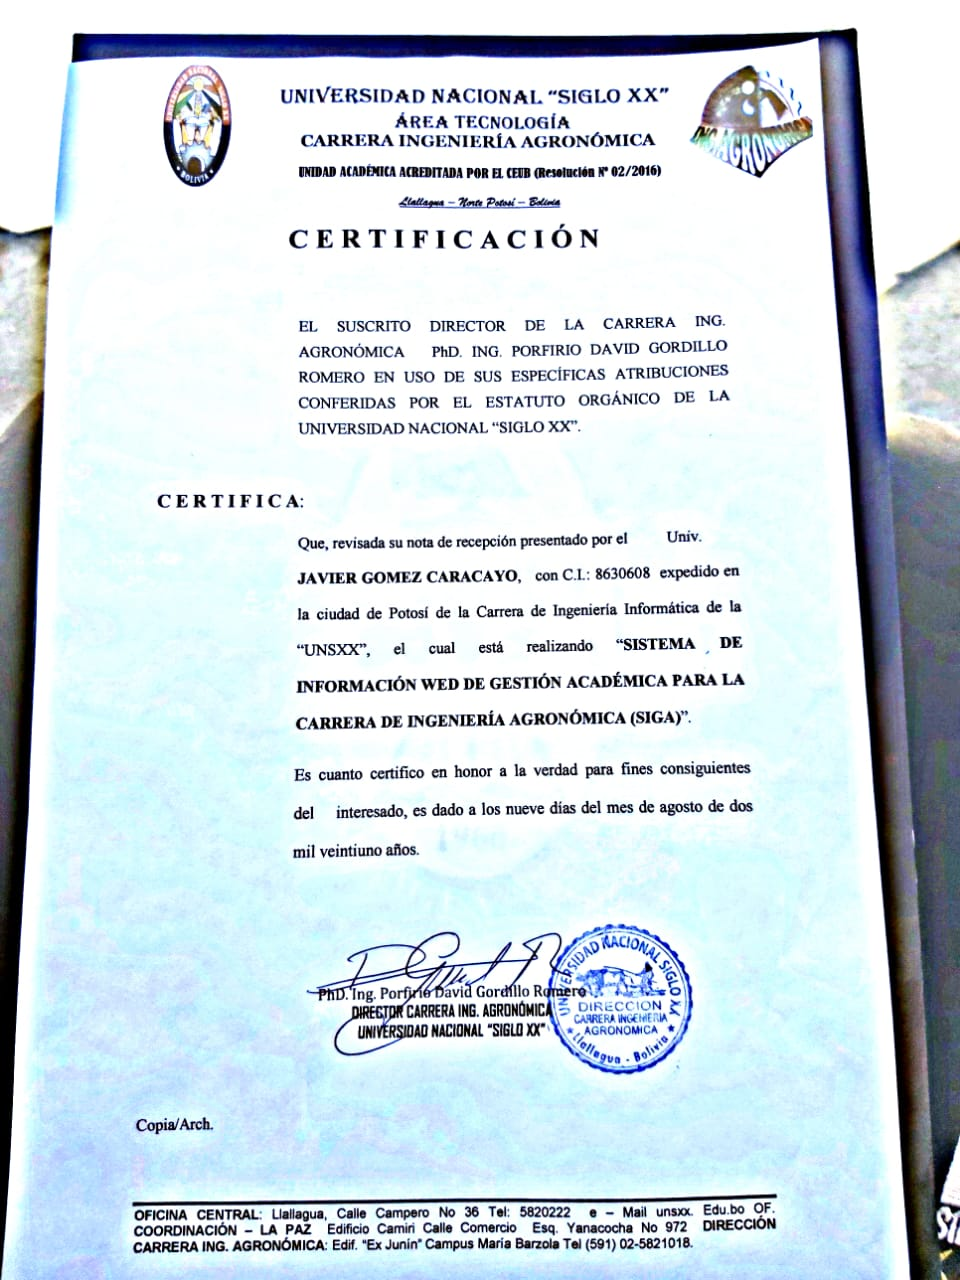 UNIVERSIDAD NACIONAL "SIGLO XX"
ÁREA TECNOLOGÍA
CARRERA INGENIERÍA AGRONÓMICA
UNIDAD ACADÉMICA ACREDITADA POR EL CEUB (Resolución Nº 02/2016)
Llallagua – Norte Potosí – Bolivia
BOLIVIA
ING. AGRONOMICA
CERTIFICACIÓN
EL SUSCRITO DIRECTOR DE LA CARRERA ING.
AGRONÓMICA PhD. ING. PORFIRIO DAVID GORDILLO
ROMERO EN USO DE SUS ESPECÍFICAS ATRIBUCIONES
CONFERIDAS POR EL ESTATUTO ORGÁNICO DE LA
UNIVERSIDAD NACIONAL "SIGLO XX".
CERTIFICA:
Que, revisada su nota de recepción presentado por el Univ.
JAVIER GOMEZ CARACAYO, con C.I.: 8630608 expedido en
la ciudad de Potosí de la Carrera de Ingeniería Informática de la
"UNSXX", el cual está realizando "SISTEMA DE
INFORMACIÓN WED DE GESTIÓN ACADÉMICA PARA LA
CARRERA DE INGENIERÍA AGRONÓMICA (SIGA)".
Es cuanto certifico en honor a la verdad para fines consiguientes
del interesado, es dado a los nueve días del mes de agosto de dos
mil veintiuno años.
PhD. Ing. Porfirio David Gordillo Romero
DIRECTOR CARRERA ING. AGRONÓMICA
UNIVERSIDAD NACIONAL "SIGLO XX"
UNIVERSIDAD NACIONAL SIGLO XX
DIRECCION
CARRERA INGENIERIA
AGRONOMICA
Llallagua - Bolivia
Copia/Arch.
OFICINA CENTRAL: Llallagua, Calle Campero No 36 Tel: 5820222 e – Mail unsxx. Edu.bo OF.
COORDINACIÓN – LA PAZ Edificio Camiri Calle Comercio Esq. Yanacocha No 972 DIRECCIÓN
CARRERA ING. AGRONÓMICA: Edif. "Ex Junín" Campus María Barzola Tel (591) 02-5821018.